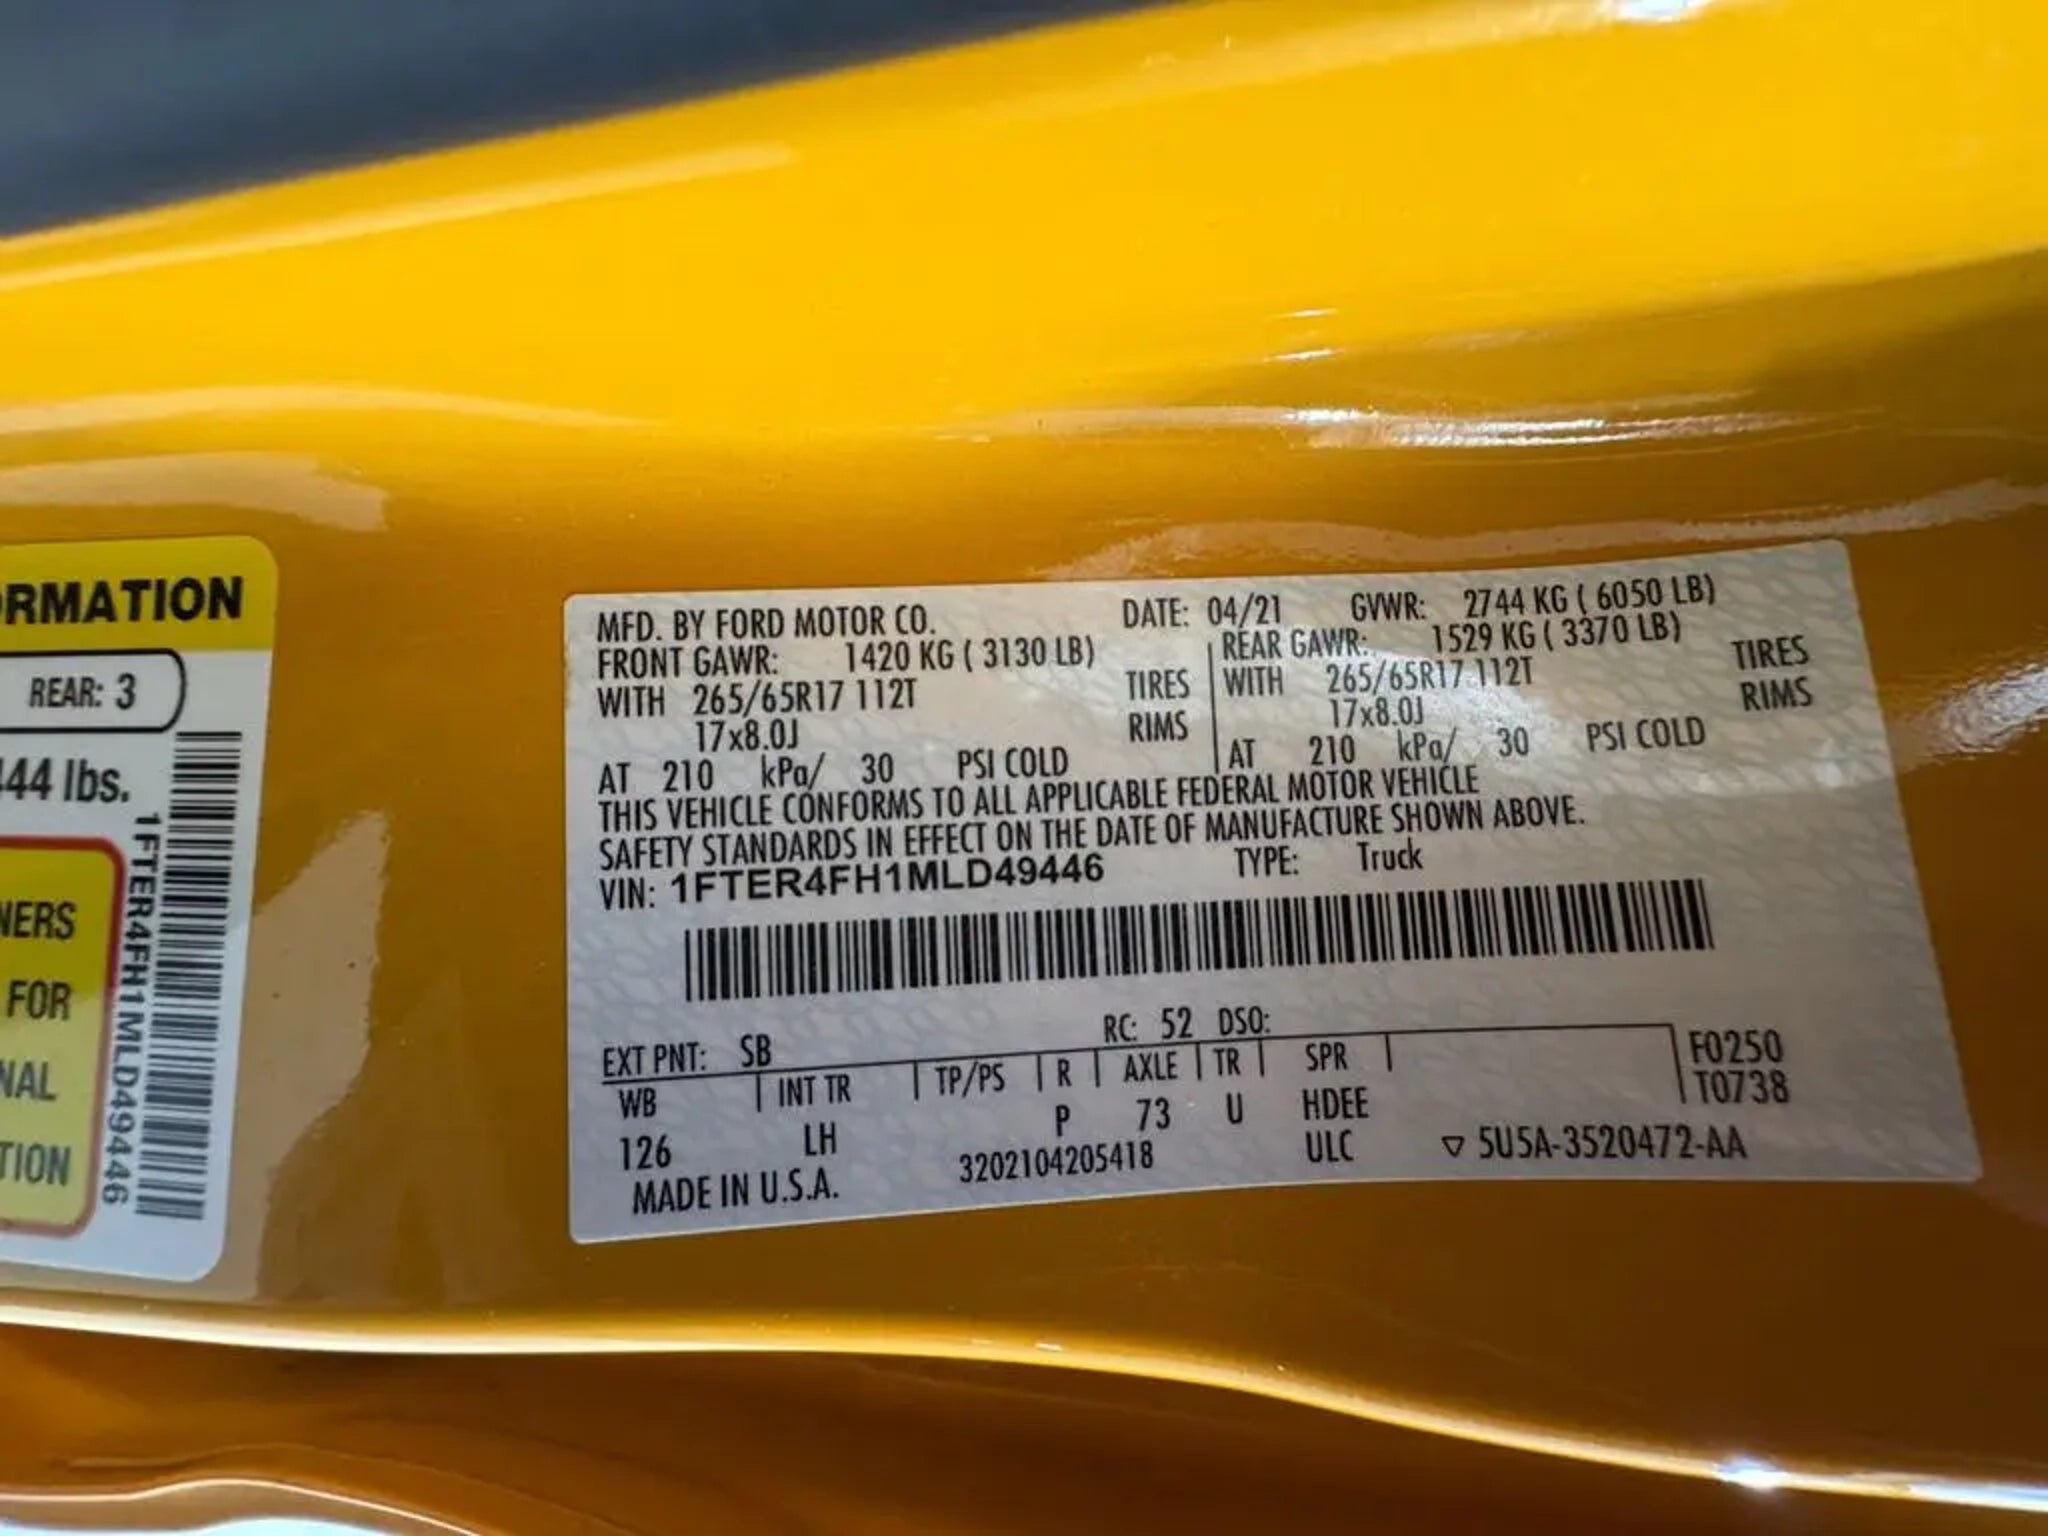 RMATION
REAR: 3
44 lbs.
NERS
FOR
NAL
TION
1FTER4FH1MLD49446
MFD. BY FORD MOTOR CO. DATE: 04/21 GVWR: 2744 KG ( 6050 LB)
FRONT GAWR: 1420 KG ( 3130 LB) REAR GAWR: 1529 KG ( 3370 LB)
WITH 265/65R17 112T TIRES WITH 265/65R17 112T TIRES
17x8.0J RIMS 17x8.0J RIMS
AT 210 kPa/ 30 PSI COLD AT 210 kPa/ 30 PSI COLD
THIS VEHICLE CONFORMS TO ALL APPLICABLE FEDERAL MOTOR VEHICLE
SAFETY STANDARDS IN EFFECT ON THE DATE OF MANUFACTURE SHOWN ABOVE.
VIN: 1FTER4FH1MLD49446 TYPE: Truck
EXT PNT: SB RC: 52 DSO:
WB INT TR TP/PS R AXLE TR SPR F0250
126 LH P 73 U HDEE T0738
MADE IN U.S.A. 3202104205418 ULC ▽ 5U5A-3520472-AA